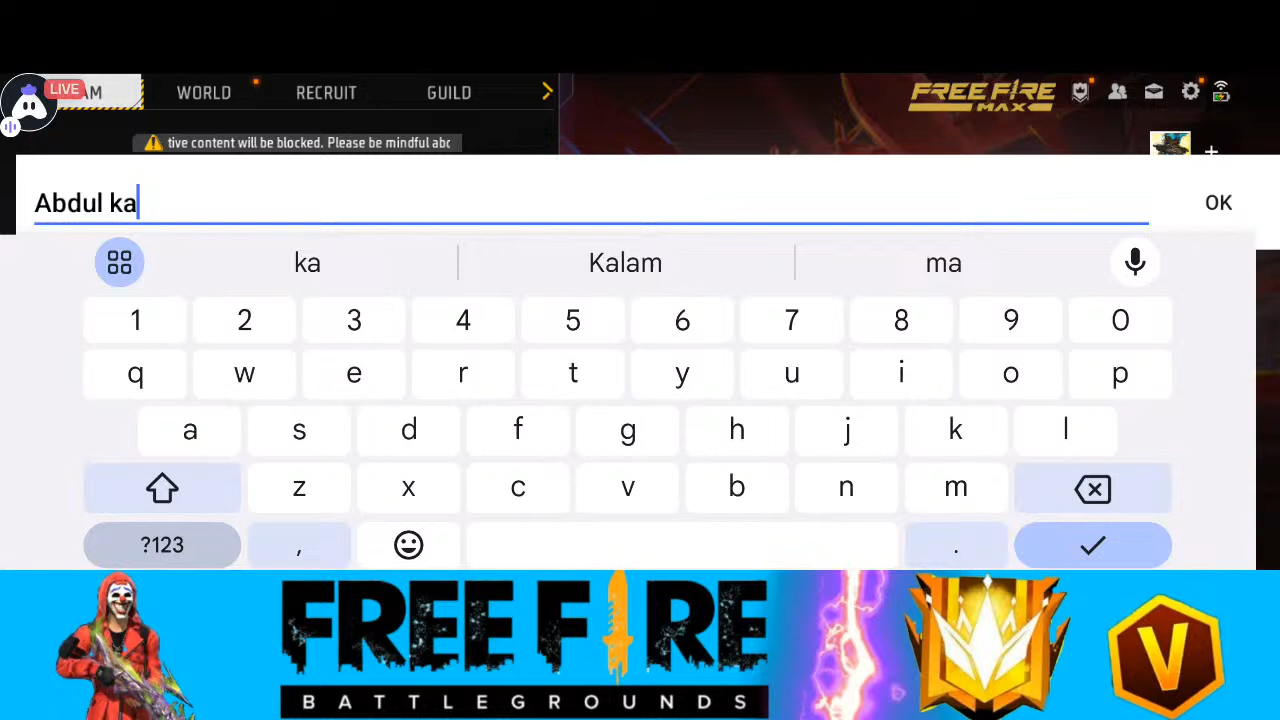 LIVE
AM WORLD RECRUIT GUILD
FREE FIRE
MAX
tive content will be blocked. Please be mindful abc
Abdul ka
OK
ka Kalam ma
1 2 3 4 5 6 7 8 9 0
q w e r t y u i o p
a s d f g h j k l
z x c v b n m
?123 , .
FREE FIRE
BATTLEGROUNDS
V